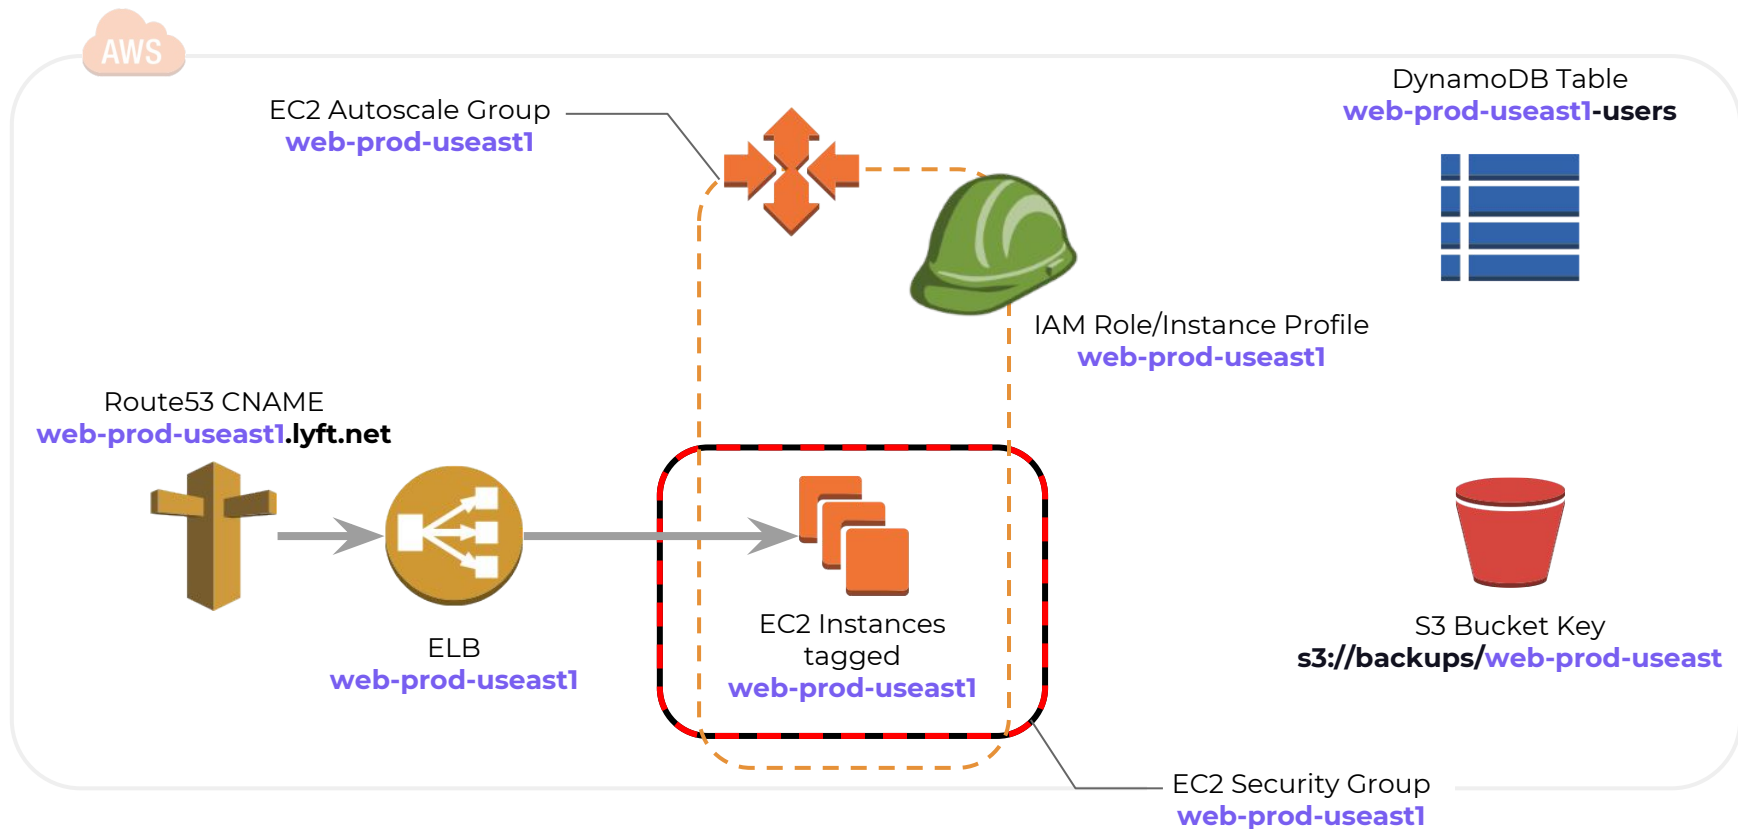 AWS
EC2 Autoscale Group
web-prod-useast1
DynamoDB Table
web-prod-useast1-users
IAM Role/Instance Profile
web-prod-useast1
Route53 CNAME
web-prod-useast1.lyft.net
ELB
web-prod-useast1
EC2 Instances
tagged
web-prod-useast1
S3 Bucket Key
s3://backups/web-prod-useast
EC2 Security Group
web-prod-useast1